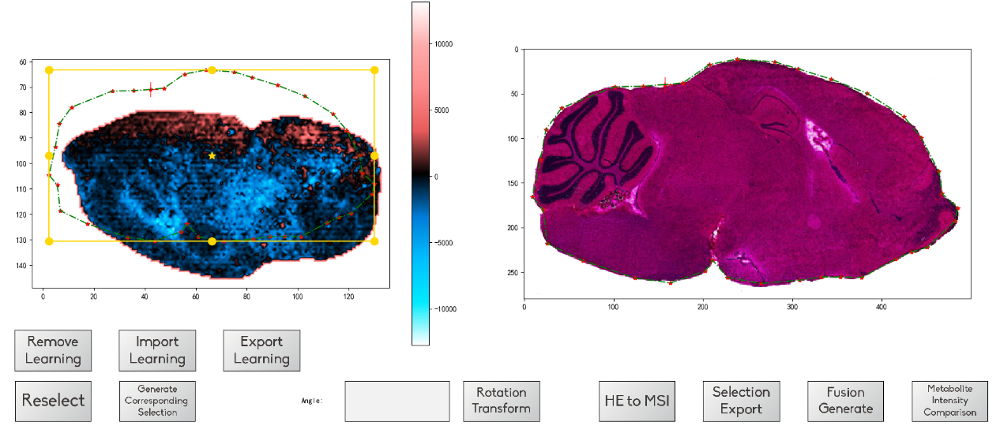 60
70
80
90
100
110
120
130
140
0 20 40 60 80 100 120
10000
5000
0
−5000
−10000
0
50
100
150
200
250
0 100 200 300 400
Remove
Learning
Import
Learning
Export
Learning
Reselect
Generate
Corresponding
Selection
Angle:
Rotation
Transform
HE to MSI
Selection
Export
Fusion
Generate
Metabolite
Intensity
Comparison